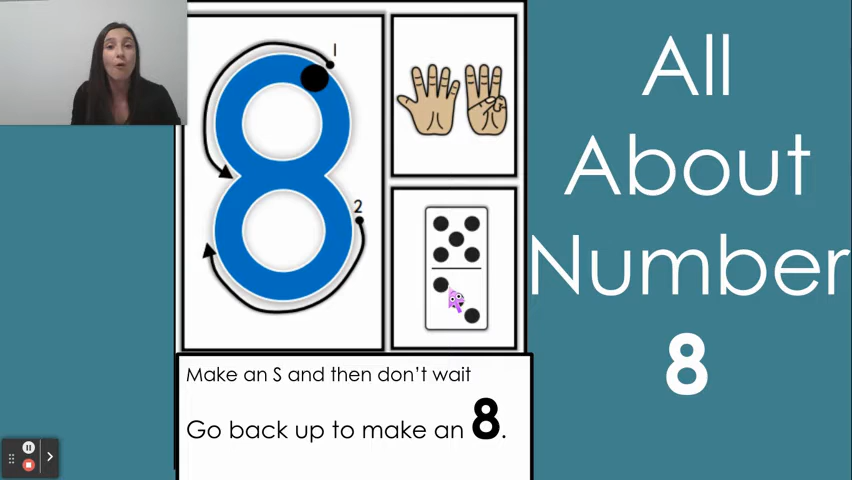 1
2
8
Make an S and then don't wait
Go back up to make an 8.
All
About
Number
8